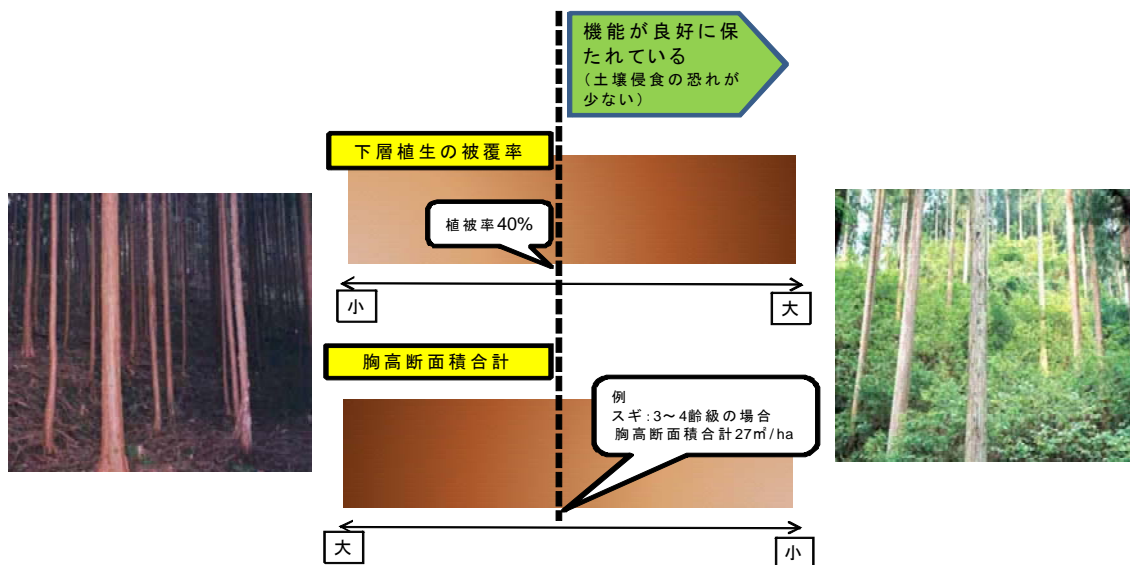 機能が良好に保
たれている
（土壌侵食の恐れが
少ない）
下層植生の被覆率
植被率40%
小
大
胸高断面積合計
例
スギ：3～4齢級の場合
胸高断面積合計27㎡/ha
大
小